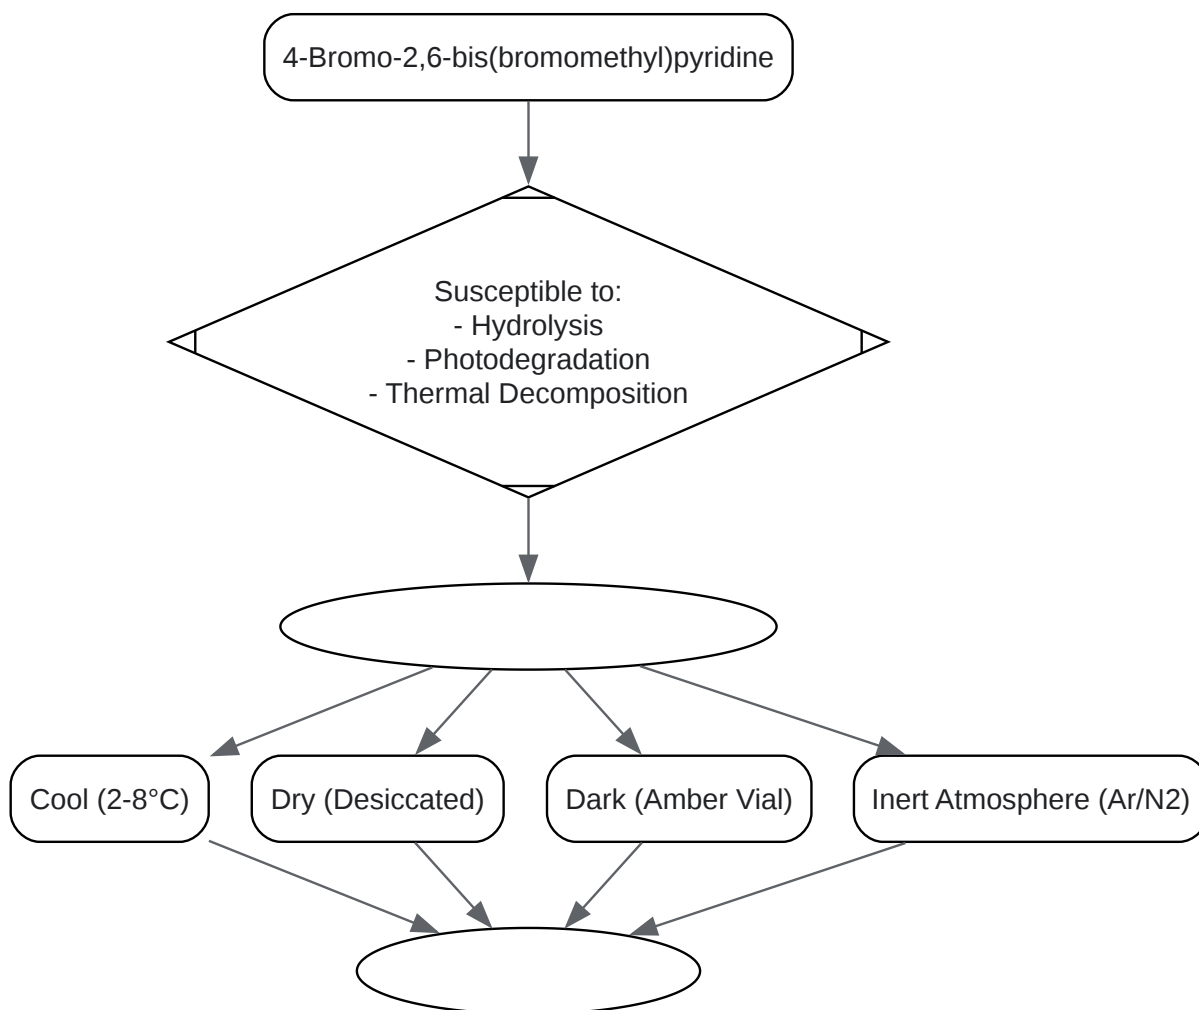 4-Bromo-2,6-bis(bromomethyl)pyridine
Susceptible to:
- Hydrolysis
- Photodegradation
- Thermal Decomposition
Cool (2-8°C)
Dry (Desiccated)
Dark (Amber Vial)
Inert Atmosphere (Ar/N2)